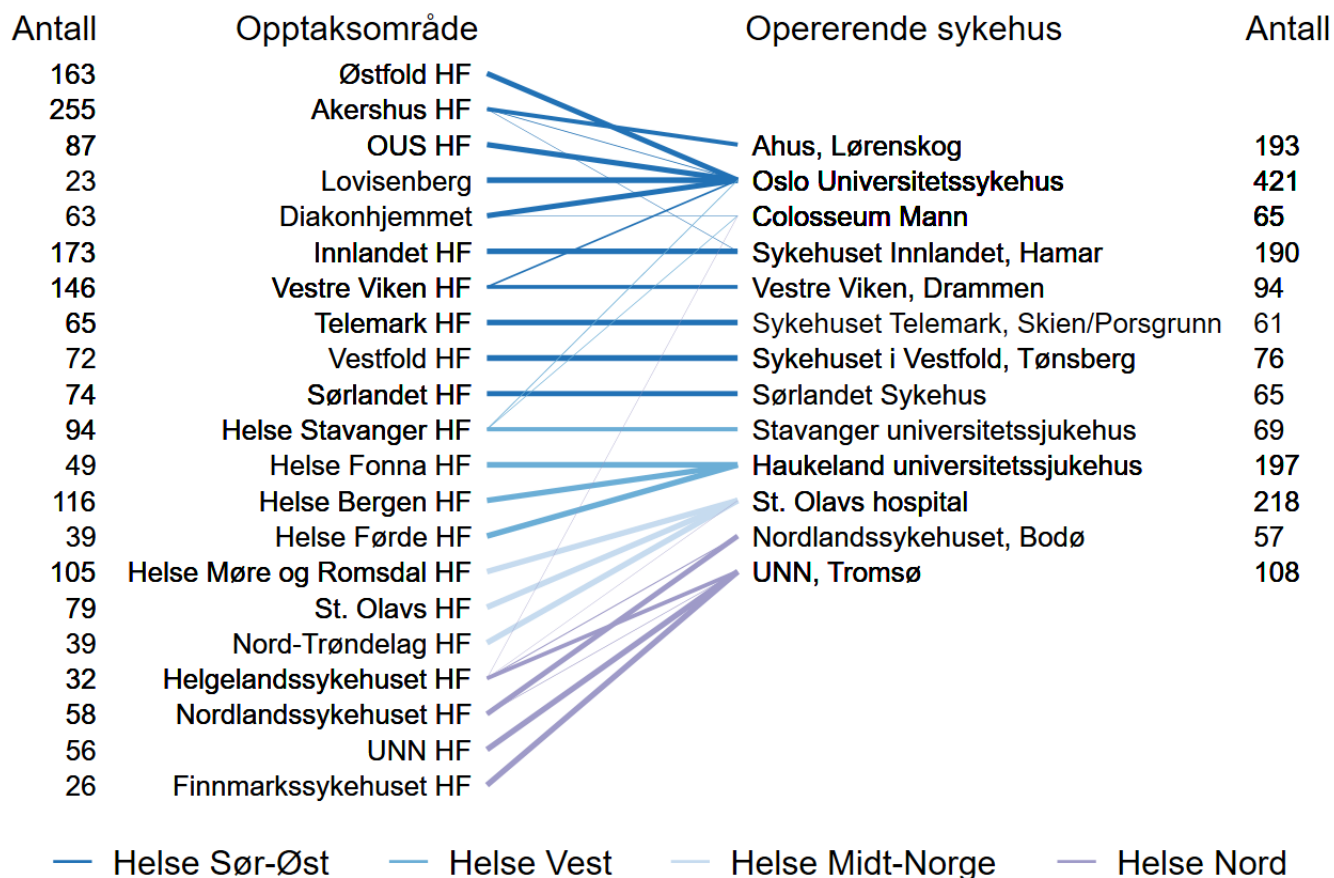 Antall Opptaksområde Opererende sykehus Antall
163 Østfold HF
255 Akershus HF
87 OUS HF Ahus, Lørenskog 193
23 Lovisenberg Oslo Universitetssykehus 421
63 Diakonhjemmet Colosseum Mann 65
173 Innlandet HF Sykehuset Innlandet, Hamar 190
146 Vestre Viken HF Vestre Viken, Drammen 94
65 Telemark HF Sykehuset Telemark, Skien/Porsgrunn 61
72 Vestfold HF Sykehuset i Vestfold, Tønsberg 76
74 Sørlandet HF Sørlandet Sykehus 65
94 Helse Stavanger HF Stavanger universitetssjukehus 69
49 Helse Fonna HF Haukeland universitetssjukehus 197
116 Helse Bergen HF St. Olavs hospital 218
39 Helse Førde HF Nordlandssykehuset, Bodø 57
105 Helse Møre og Romsdal HF UNN, Tromsø 108
79 St. Olavs HF
39 Nord-Trøndelag HF
32 Helgelandssykehuset HF
58 Nordlandssykehuset HF
56 UNN HF
26 Finnmarkssykehuset HF
Helse Sør-Øst Helse Vest Helse Midt-Norge Helse Nord